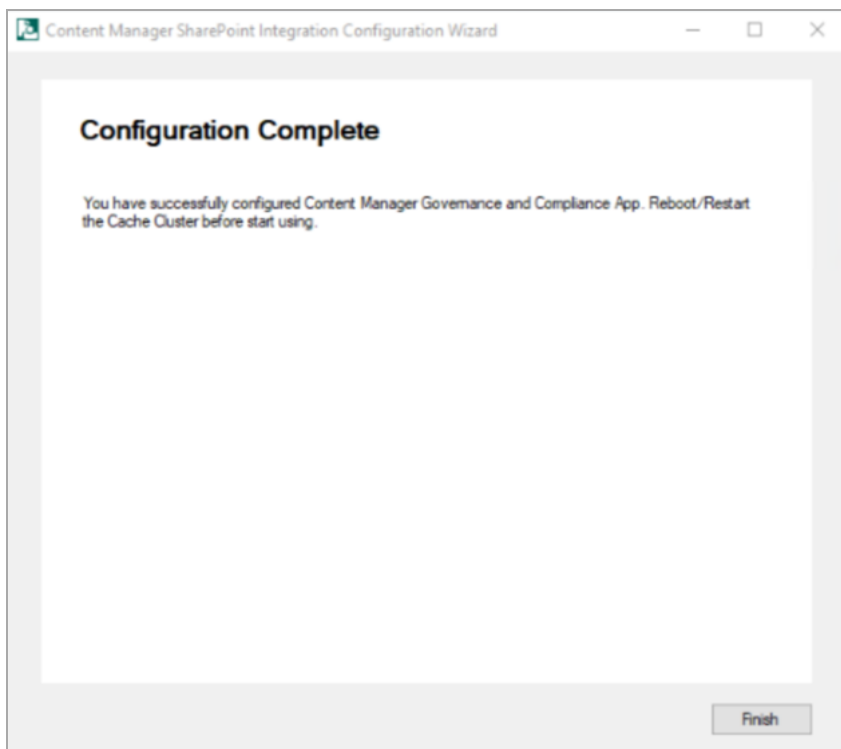 Content Manager SharePoint Integration Configuration Wizard
Configuration Complete
You have successfully configured Content Manager Governance and Compliance App. Reboot/Restart
the Cache Cluster before start using.
Finish